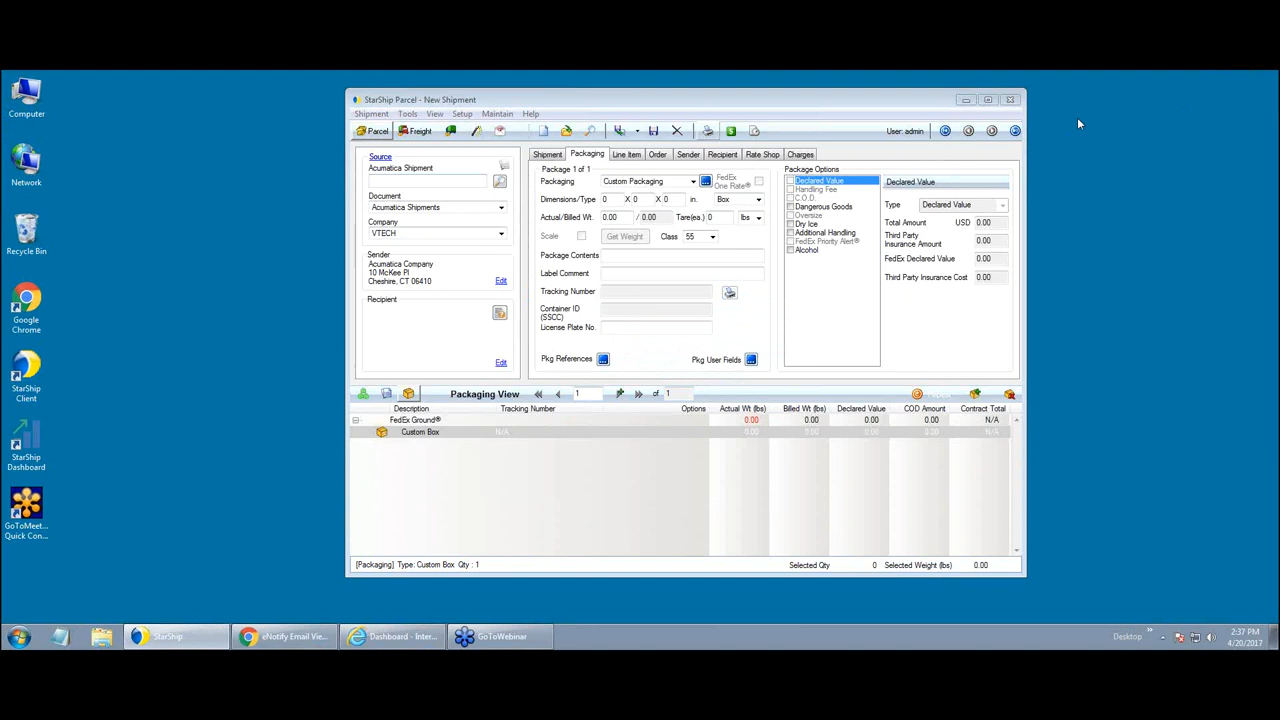 Computer
Network
Recycle Bin
Google
Chrome
StarShip
Client
StarShip
Dashboard
GoToMeet...
Quick Con...
StarShip Parcel - New Shipment
Shipment Tools View Setup Maintain Help
Parcel Freight User: admin
Source
Acumatica Shipment
Document
Acumatica Shipments
Company
VTECH
Sender
Acumatica Company
10 McKee Pl
Cheshire, CT 06410
Edit
Recipient
Edit
Shipment Packaging Line Item Order Sender Recipient Rate Shop Charges
Package 1 of 1
Packaging Custom Packaging FedEx One Rate®
Dimensions/Type 0 X 0 X 0 in. Box
Actual/Billed Wt. 0.00 / 0.00 Tare(ea.) 0 lbs
Scale Get Weight Class 55
Package Contents
Label Comment
Tracking Number
Container ID
(SSCC)
License Plate No.
Pkg References ... Pkg User Fields ...
Package Options
Declared Value
Handling Fee
C.O.D.
Dangerous Goods
Oversize
Dry Ice
Additional Handling
FedEx Priority Alert®
Alcohol
Declared Value
Type Declared Value
Total Amount USD 0.00
Third Party
Insurance Amount 0.00
FedEx Declared Value 0.00
Third Party Insurance Cost 0.00
Packaging View 1 of 1 Repeat
Description Tracking Number Options Actual Wt (lbs) Billed Wt (lbs) Declared Value COD Amount Contract Total
FedEx Ground® 0.00 0.00 0.00 0.00 N/A
Custom Box N/A 0.00 0.00 0.00 0.00 N/A
[Packaging] Type: Custom Box Qty : 1 Selected Qty 0 Selected Weight (lbs) 0.00
StarShip eNotify Email Vie... Dashboard - Inter... GoToWebinar Desktop » 2:37 PM
4/20/2017